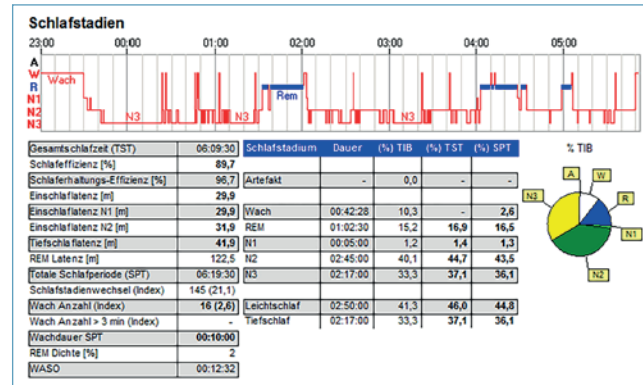 Schlafstadien
23:00 00:00 01:00 02:00 03:00 04:00 05:00
A
W
R
N1
N2
N3
Wach
N3
N3
Rem
N3
Gesamtschlafzeit (TST) 06:09:30
Schlafeffizienz [%] 89,7
Schlaferhaltungs-Effizienz [%] 96,7
Einschlaflatenz [m] 29,9
Einschlaflatenz N1 [m] 29,9
Einschlaflatenz N2 [m] 31,9
Tiefschlaflatenz [m] 41,9
REM Latenz [m] 122,5
Totale Schlafperiode (SPT) 06:19:30
Schlafstadienwechsel (Index) 145 (21,1)
Wach Anzahl (Index) 16 (2,6)
Wach Anzahl > 3 min (Index) -
Wachdauer SPT 00:10:00
REM Dichte [%] 2
WASO 00:12:32
Schlafstadium Dauer (%) TIB (%) TST (%) SPT
Artefakt - 0,0 - -
Wach 00:42:28 10,3 - 2,6
REM 01:02:30 15,2 16,9 16,5
N1 00:05:00 1,2 1,4 1,3
N2 02:45:00 40,1 44,7 43,5
N3 02:17:00 33,3 37,1 36,1
Leichtschlaf 02:50:00 41,3 46,0 44,8
Tiefschlaf 02:17:00 33,3 37,1 36,1
% TIB
A
W
N3
R
N1
N2